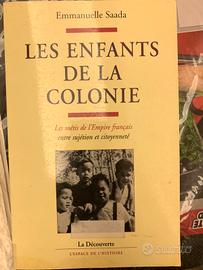 Emmanuelle Saada
LES ENFANTS
DE LA
COLONIE
Les métis de l'Empire français
entre sujétion et citoyenneté
La Découverte
L'ESPACE DE L'HISTOIRE
subito